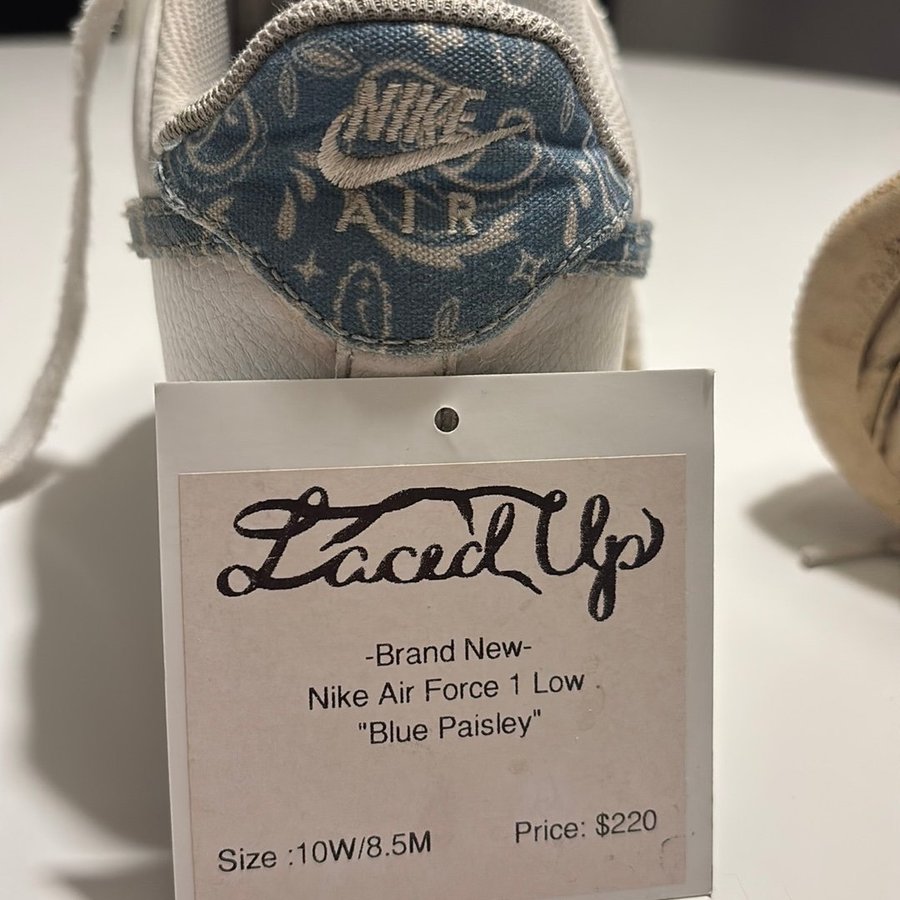 NIKE
AIR
Laced Up
-Brand New-
Nike Air Force 1 Low
"Blue Paisley"
Size :10W/8.5M
Price: $220